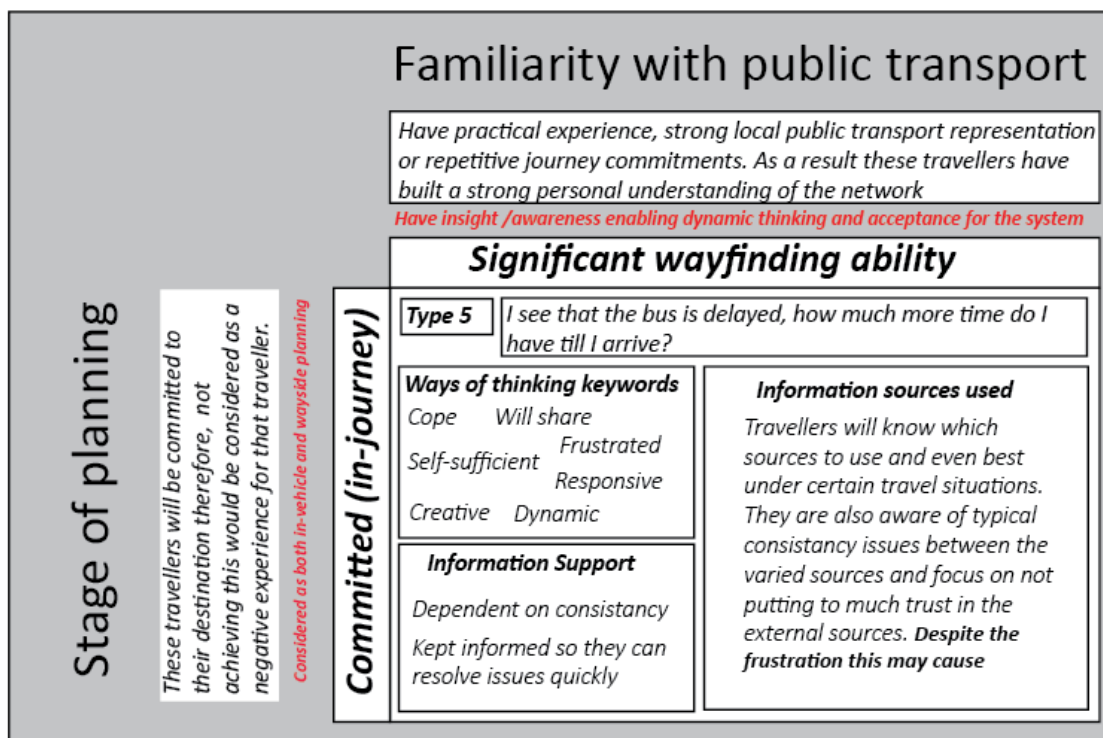 Familiarity with public transport
Have practical experience, strong local public transport representation
or repetitive journey commitments. As a result these travellers have
built a strong personal understanding of the network
Have insight /awareness enabling dynamic thinking and acceptance for the system
Significant wayfinding ability
Stage of planning
These travellers will be committed to
their destination therefore, not
achieving this would be considered as a
negative experience for that traveller.
Considered as both in-vehicle and wayside planning
Committed (in-journey)
Type 5
I see that the bus is delayed, how much more time do I
have till I arrive?
Ways of thinking keywords
Cope Will share
Frustrated
Self-sufficient
Responsive
Creative Dynamic
Information Support
Dependent on consistancy
Kept informed so they can
resolve issues quickly
Information sources used
Travellers will know which
sources to use and even best
under certain travel situations.
They are also aware of typical
consistancy issues between the
varied sources and focus on not
putting to much trust in the
external sources. Despite the
frustration this may cause